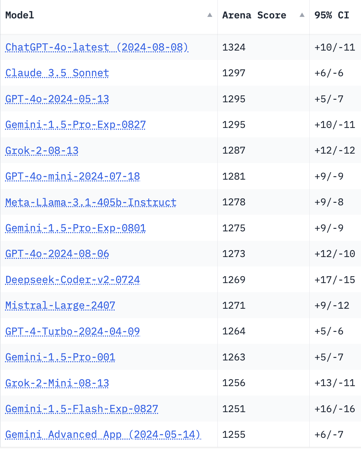 Model ▲ Arena Score ▲ 95% CI
ChatGPT-4o-latest (2024-08-08) 1324 +10/-11
Claude 3.5 Sonnet 1297 +6/-6
GPT-4o-2024-05-13 1295 +5/-7
Gemini-1.5-Pro-Exp-0827 1295 +10/-11
Grok-2-08-13 1287 +12/-12
GPT-4o-mini-2024-07-18 1281 +9/-9
Meta-Llama-3.1-405b-Instruct 1278 +9/-8
Gemini-1.5-Pro-Exp-0801 1275 +9/-9
GPT-4o-2024-08-06 1273 +12/-10
Deepseek-Coder-v2-0724 1269 +17/-15
Mistral-Large-2407 1271 +9/-12
GPT-4-Turbo-2024-04-09 1264 +5/-6
Gemini-1.5-Pro-001 1263 +5/-7
Grok-2-Mini-08-13 1256 +13/-11
Gemini-1.5-Flash-Exp-0827 1251 +16/-16
Gemini Advanced App (2024-05-14) 1255 +6/-7